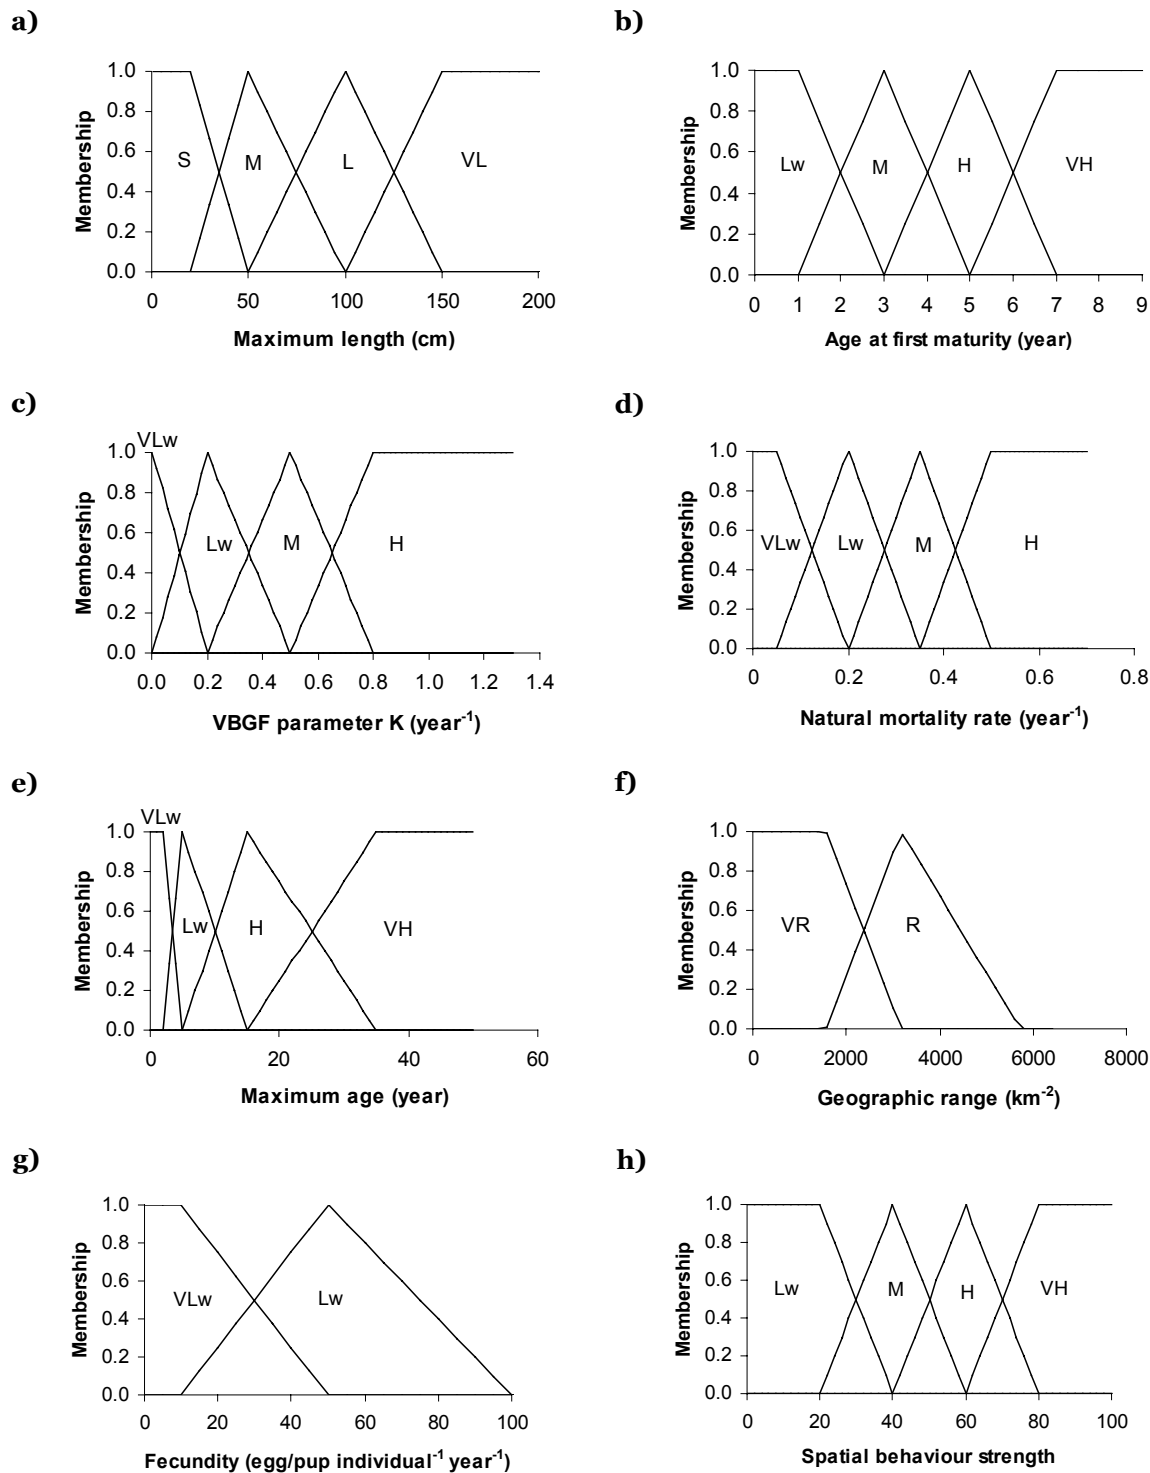 a)
1.0
0.8
0.6
0.4
0.2
0.0
Membership
S
M
L
VL
0 50 100 150 200
Maximum length (cm)
b)
1.0
0.8
0.6
0.4
0.2
0.0
Membership
Lw
M
H
VH
0 1 2 3 4 5 6 7 8 9
Age at first maturity (year)
c)
VLw
1.0
0.8
0.6
0.4
0.2
0.0
Membership
Lw
M
H
0.0 0.2 0.4 0.6 0.8 1.0 1.2 1.4
VBGF parameter K (year⁻¹)
d)
1.0
0.8
0.6
0.4
0.2
0.0
Membership
VLw
Lw
M
H
0 0.2 0.4 0.6 0.8
Natural mortality rate (year⁻¹)
e)
VLw
1.0
0.8
0.6
0.4
0.2
0.0
Membership
Lw
H
VH
0 20 40 60
Maximum age (year)
f)
1.0
0.8
0.6
0.4
0.2
0.0
Membership
VR
R
0 2000 4000 6000 8000
Geographic range (km⁻²)
g)
1.0
0.8
0.6
0.4
0.2
0.0
Membership
VLw
Lw
0 20 40 60 80 100
Fecundity (egg/pup individual⁻¹ year⁻¹)
h)
1.0
0.8
0.6
0.4
0.2
0.0
Membership
Lw
M
H
VH
0 20 40 60 80 100
Spatial behaviour strength